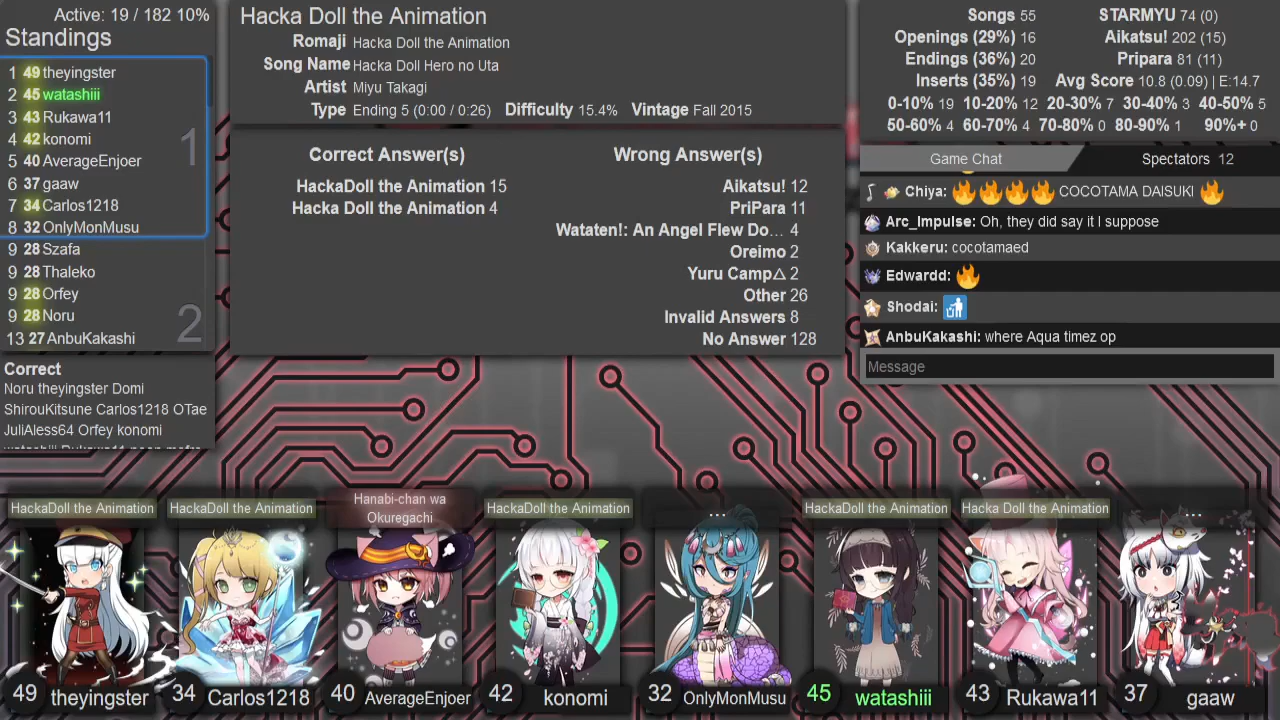 Active: 19 / 182 10%
Standings
1 49 theyingster
2 45 watashiii
3 43 Rukawa11
4 42 konomi
5 40 AverageEnjoer
6 37 gaaw
7 34 Carlos1218
8 32 OnlyMonMusu
1
9 28 Szafa
9 28 Thaleko
9 28 Orfey
9 28 Noru
13 27 AnbuKakashi
2
Correct
Noru theyingster Domi
ShirouKitsune Carlos1218 OTae
JuliAless64 Orfey konomi
Hacka Doll the Animation
Romaji Hacka Doll the Animation
Song Name Hacka Doll Hero no Uta
Artist Miyu Takagi
Type Ending 5 (0:00 / 0:26) Difficulty 15.4% Vintage Fall 2015
Correct Answer(s)
HackaDoll the Animation 15
Hacka Doll the Animation 4
Wrong Answer(s)
Aikatsu! 12
PriPara 11
Wataten!: An Angel Flew Do... 4
Oreimo 2
Yuru Camp△ 2
Other 26
Invalid Answers 8
No Answer 128
Songs 55
Openings (29%) 16
Endings (36%) 20
Inserts (35%) 19
STARMYU 74 (0)
Aikatsu! 202 (15)
Pripara 81 (11)
Avg Score 10.8 (0.09) | E:14.7
0-10% 19 10-20% 12 20-30% 7 30-40% 3 40-50% 5
50-60% 4 60-70% 4 70-80% 0 80-90% 1 90%+ 0
Game Chat
Spectators 12
Chiya: 🔥🔥🔥🔥 COCOTAMA DAISUKI 🔥
Arc_Impulse: Oh, they did say it I suppose
Kakkeru: cocotamaed
Edwardd: 🔥
Shodai: 🚮
AnbuKakashi: where Aqua timez op
Message
HackaDoll the Animation
HackaDoll the Animation
Hanabi-chan wa
Okuregachi
HackaDoll the Animation
...
HackaDoll the Animation
Hacka Doll the Animation
...
49 theyingster
34 Carlos1218
40 AverageEnjoer
42 konomi
32 OnlyMonMusu
45 watashiii
43 Rukawa11
37 gaaw